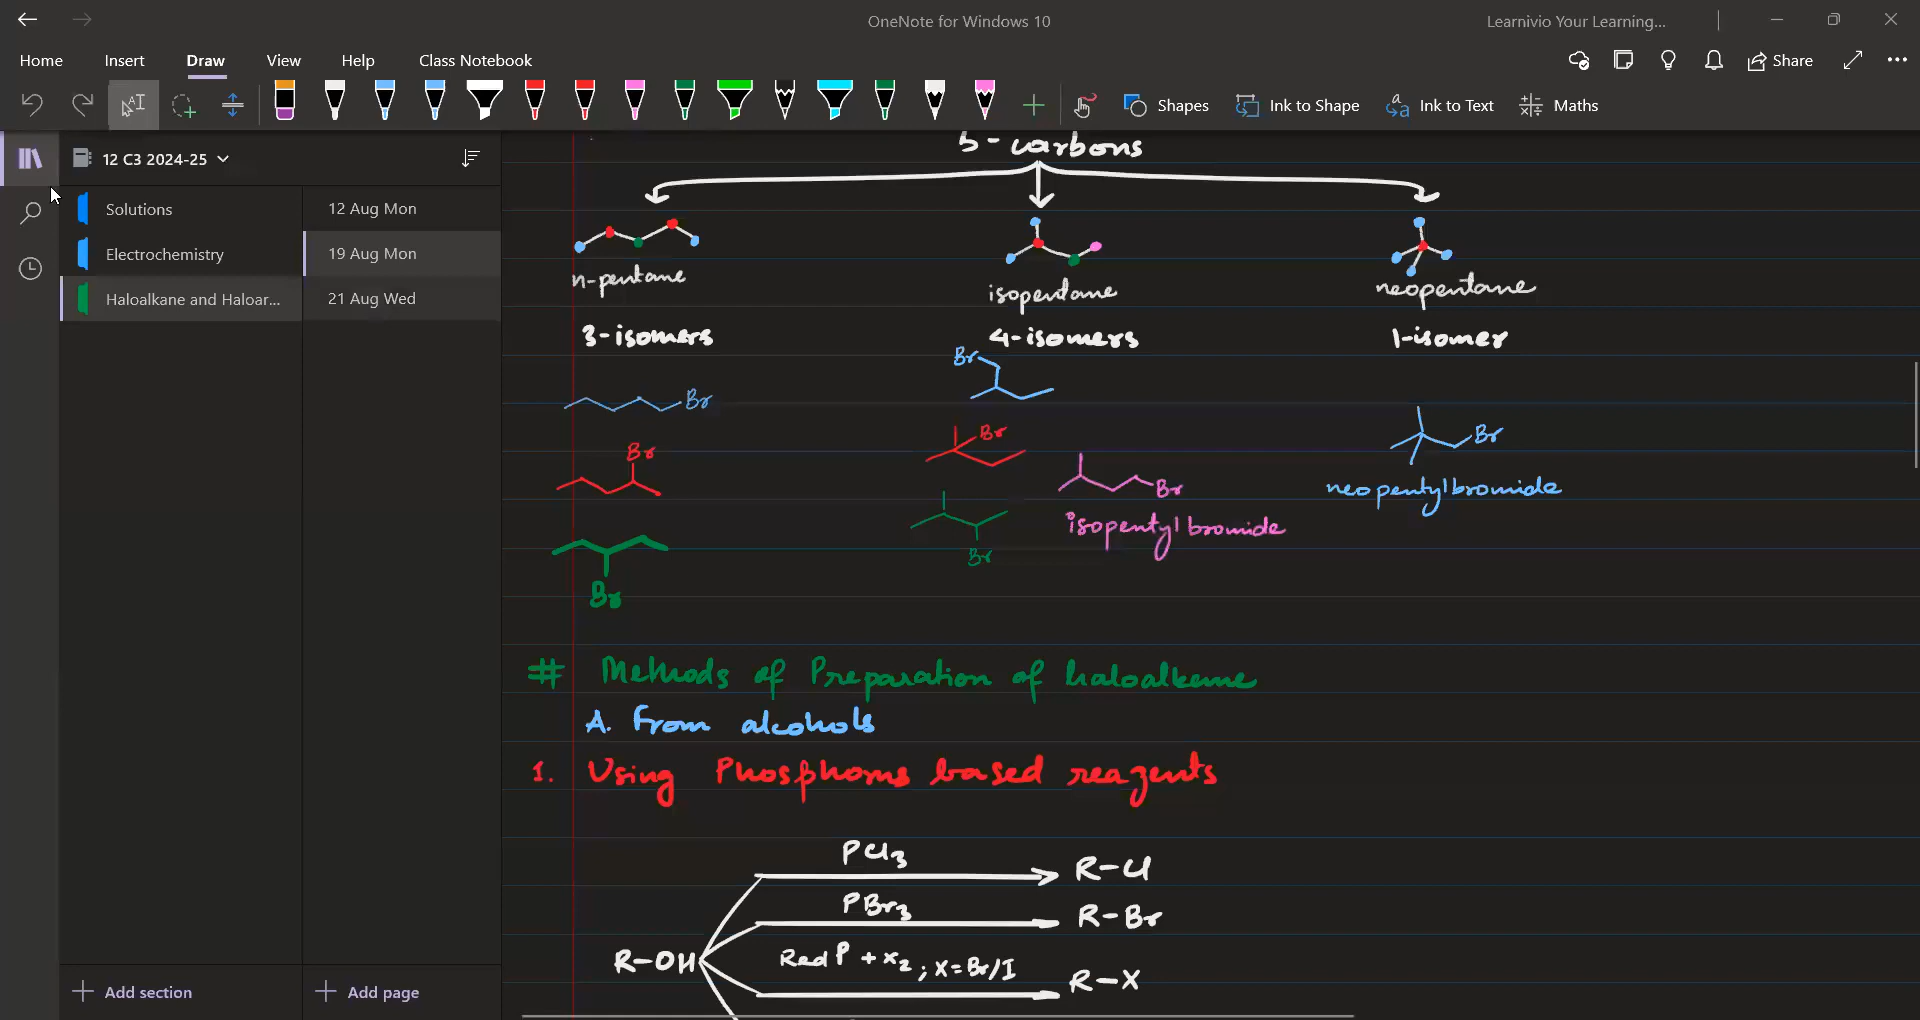 OneNote for Windows 10
Learnivio Your Learning...
Home Insert Draw View Help Class Notebook
Share
Shapes Ink to Shape Ink to Text Maths
12 C3 2024-25
Solutions
Electrochemistry
Haloalkane and Haloar...
12 Aug Mon
19 Aug Mon
21 Aug Wed
Add section
Add page
5-carbons
n-pentane
isopentane
neopentane
3-isomers
4-isomers
1-isomer
Br
Br
Br
Br
Br
Br
Br
isopentyl bromide
Br
neopentylbromide
# Methods of Preparation of haloalkane
A. From alcohols
1. Using Phosphorus based reagents
PCl3
R-Cl
PBr3
R-Br
R-OH
Red P + X2 ; X=Br/I
R-X